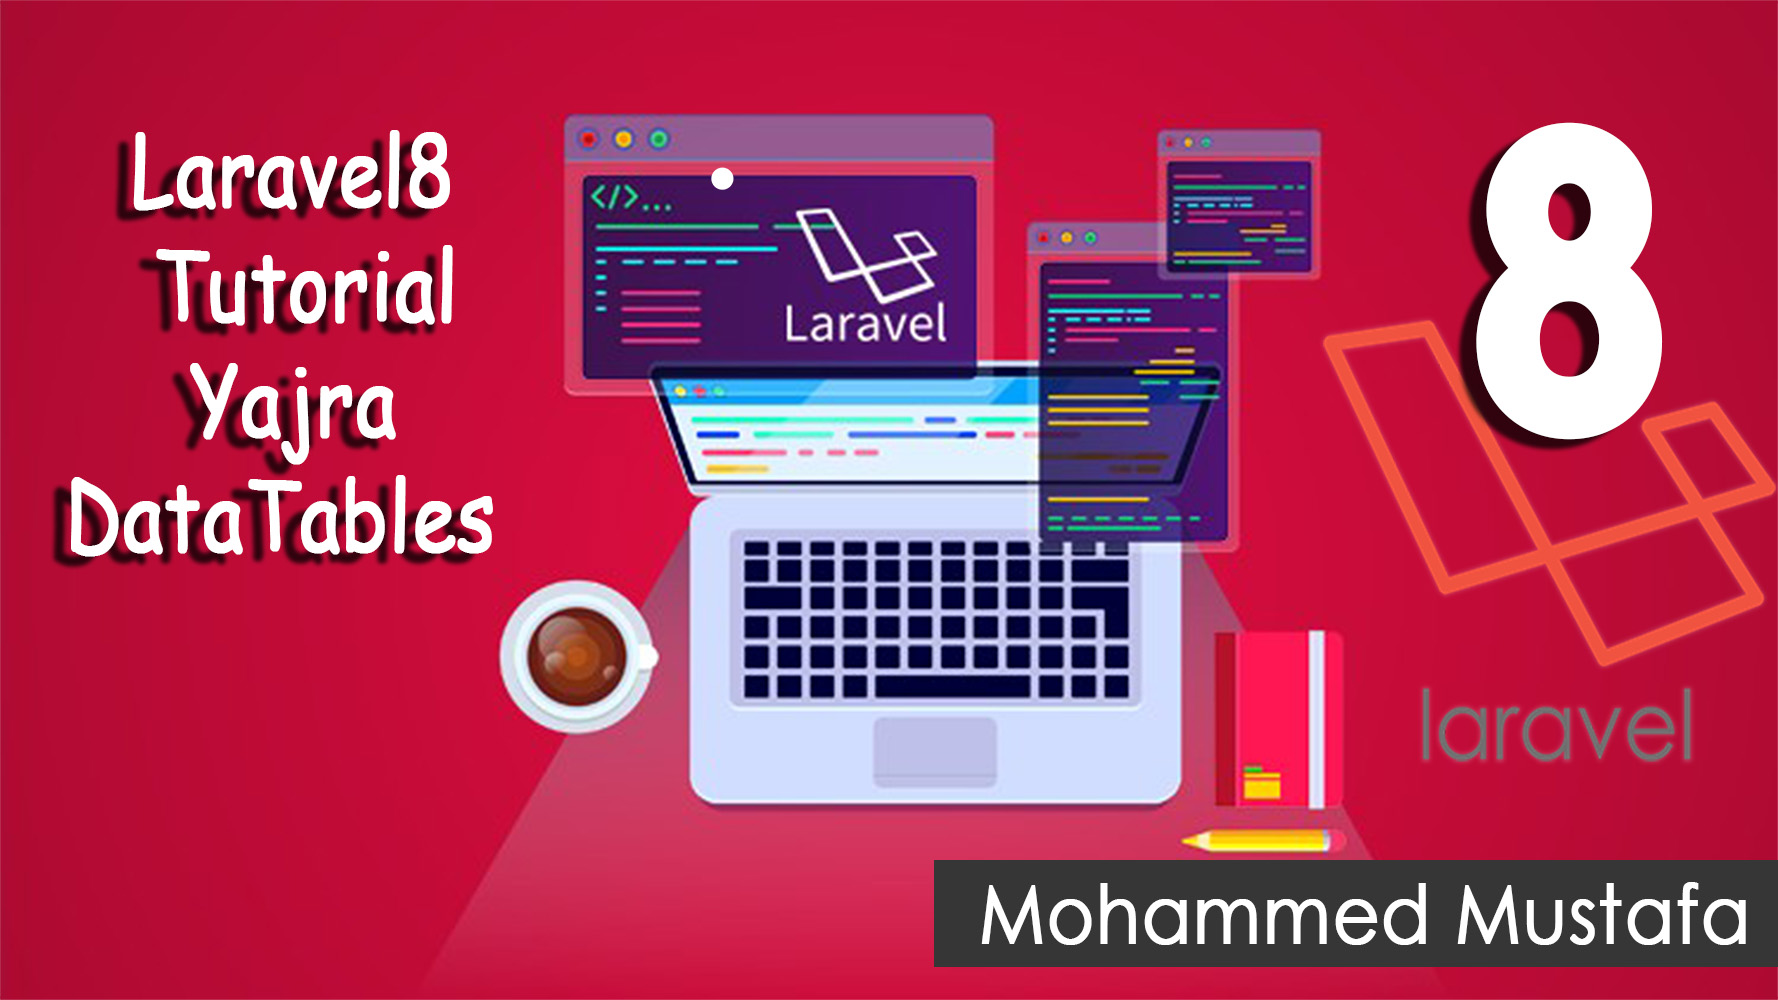 Laravel8
Tutorial
Yajra
DataTables
</>...
Laravel
8
laravel
Mohammed Mustafa